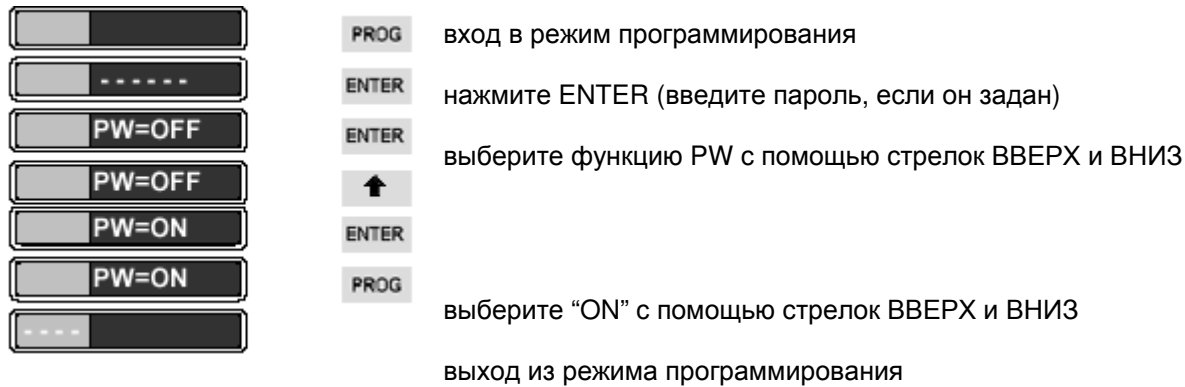 PROG вход в режим программирования
- - - - - -
ENTER нажмите ENTER (введите пароль, если он задан)
PW=OFF ENTER
выберите функцию PW с помощью стрелок ВВЕРХ и ВНИЗ
PW=OFF
PW=ON ENTER
PW=ON PROG
выберите “ON” с помощью стрелок ВВЕРХ и ВНИЗ
- - - -
выход из режима программирования